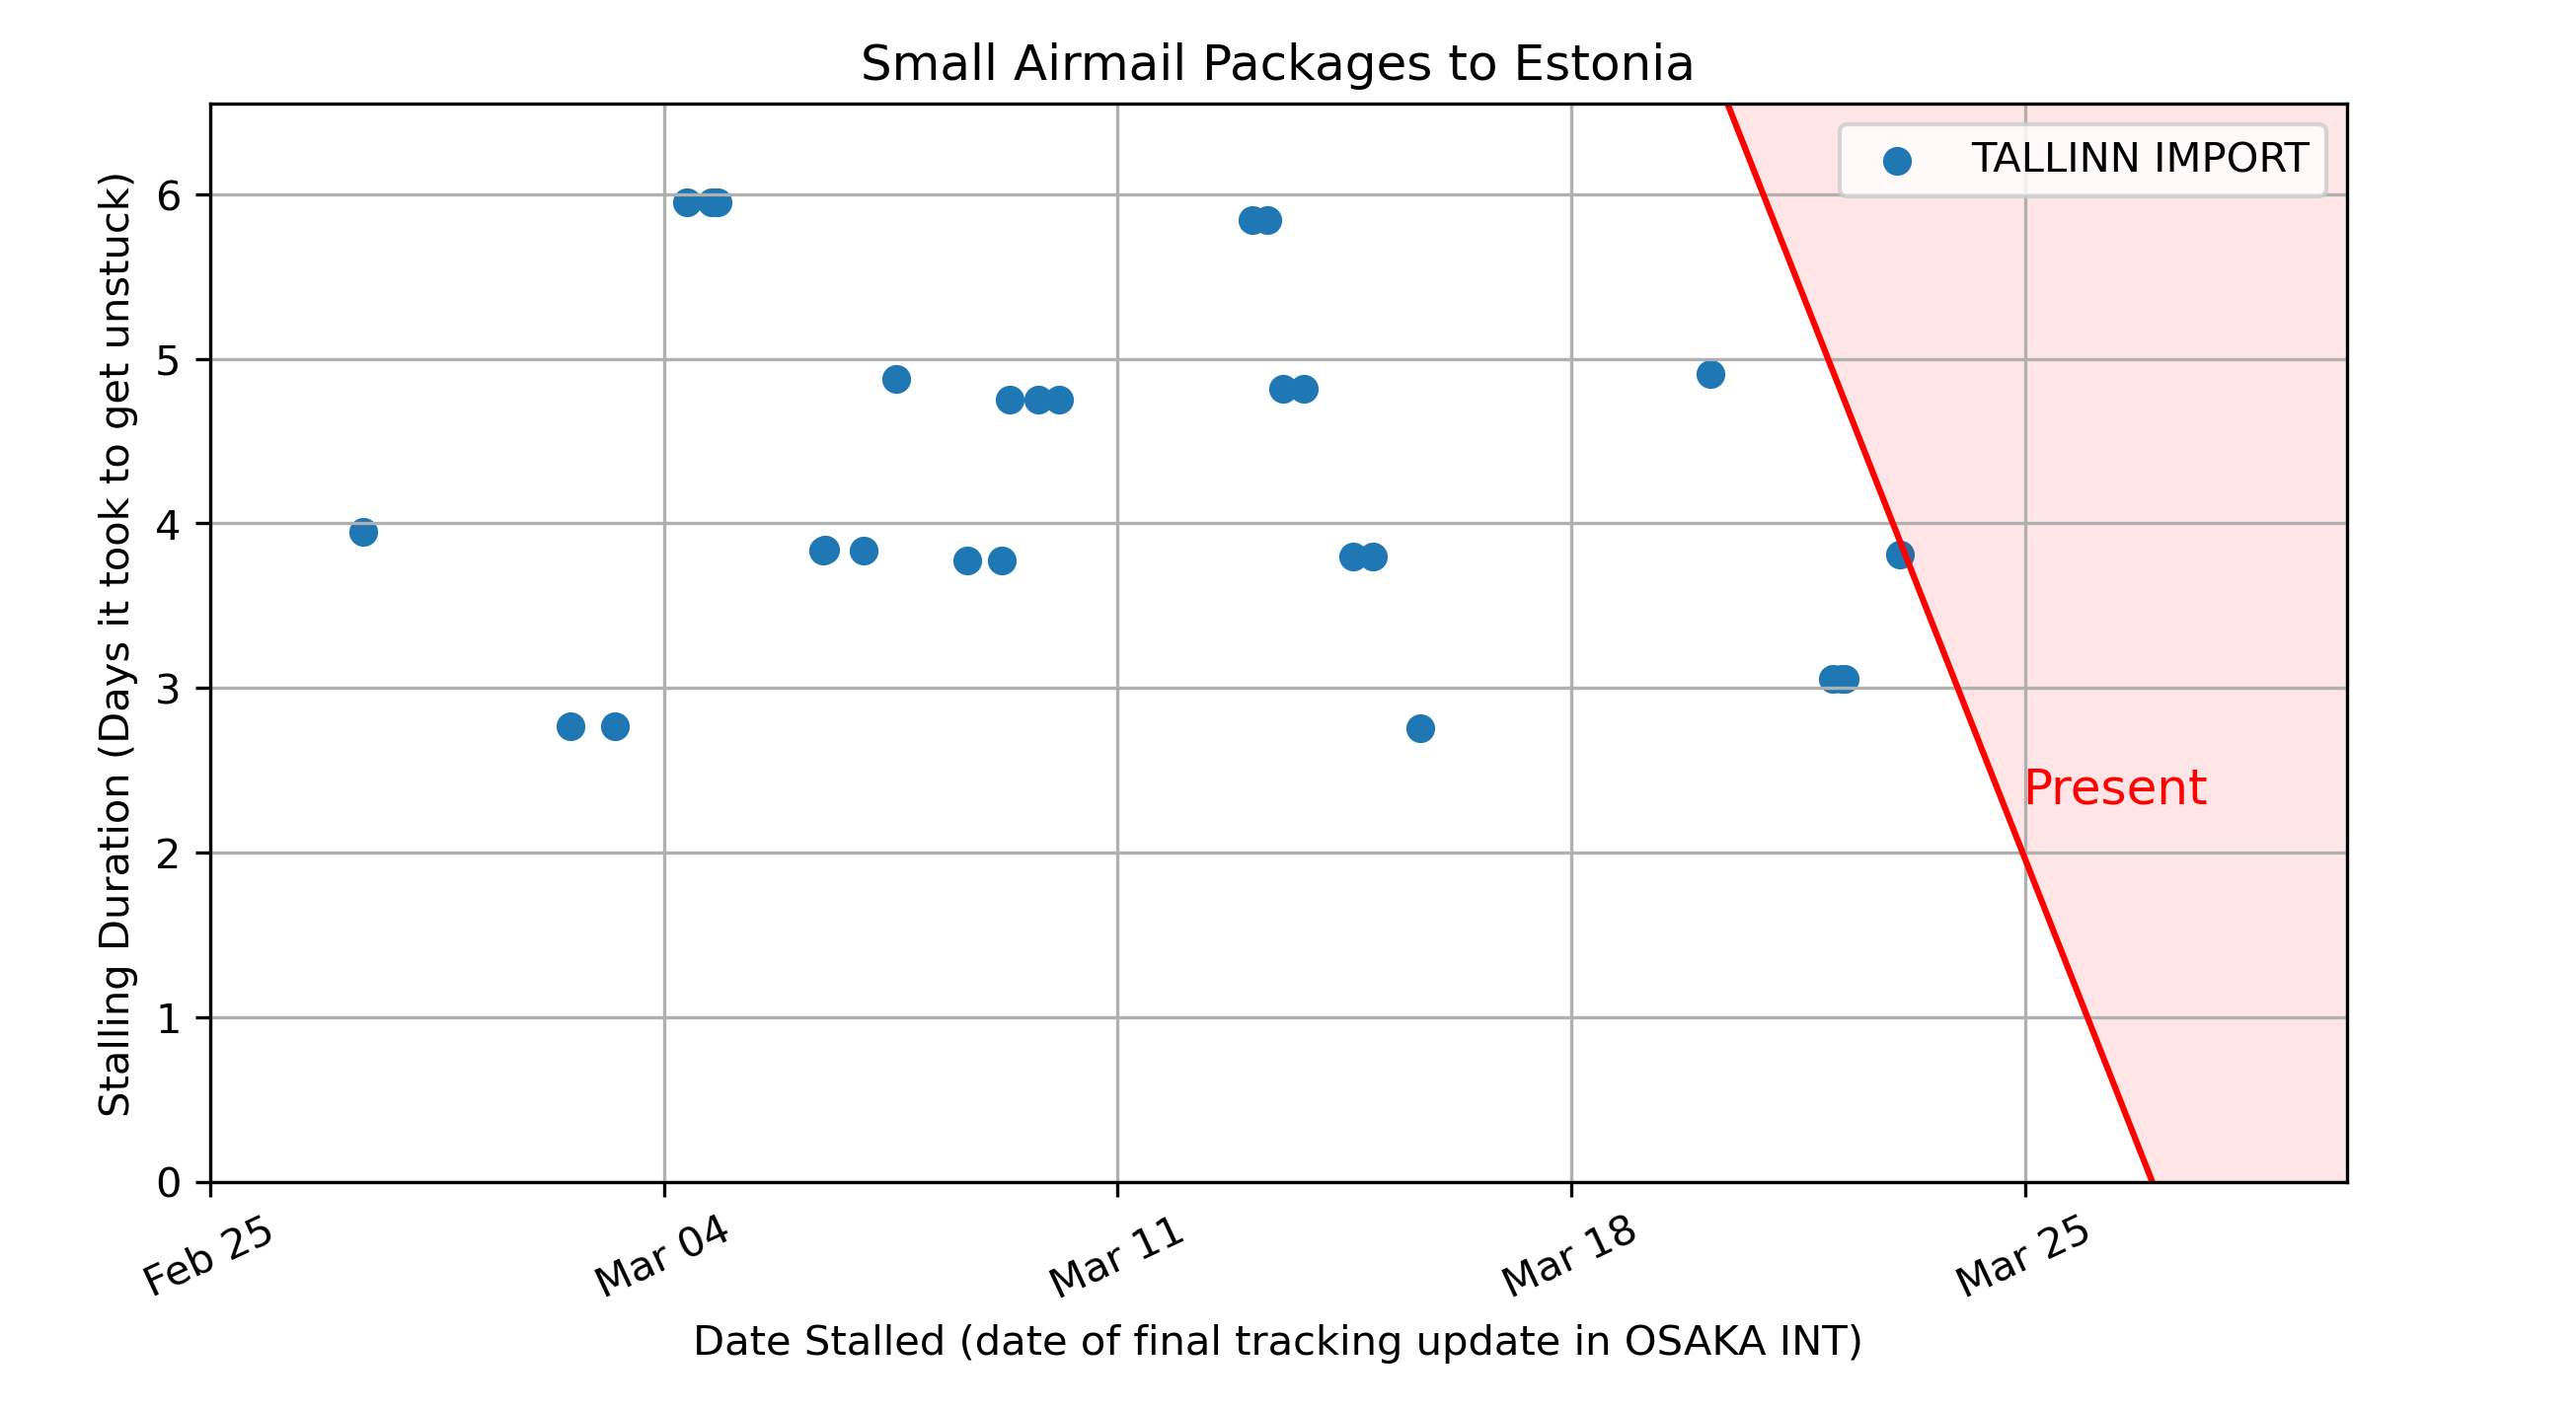 Small Airmail Packages to Estonia
TALLINN IMPORT
Stalling Duration (Days it took to get unstuck)
6
5
4
3
2
1
0
Present
Feb 25
Mar 04
Mar 11
Mar 18
Mar 25
Date Stalled (date of final tracking update in OSAKA INT)